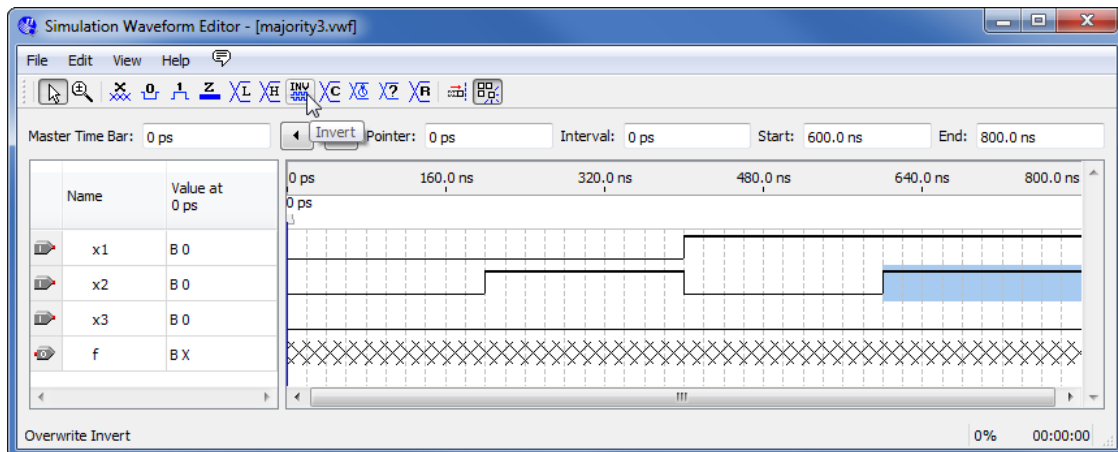 Simulation Waveform Editor - [majority3.vwf]
File Edit View Help
X 0 1 Z L H INV C ? R
Master Time Bar: 0 ps Pointer: 0 ps Interval: 0 ps Start: 600.0 ns End: 800.0 ns
Invert
Name Value at 0 ps
0 ps 160.0 ns 320.0 ns 480.0 ns 640.0 ns 800.0 ns
0 ps
x1 B 0
x2 B 0
x3 B 0
f B X
Overwrite Invert 0% 00:00:00